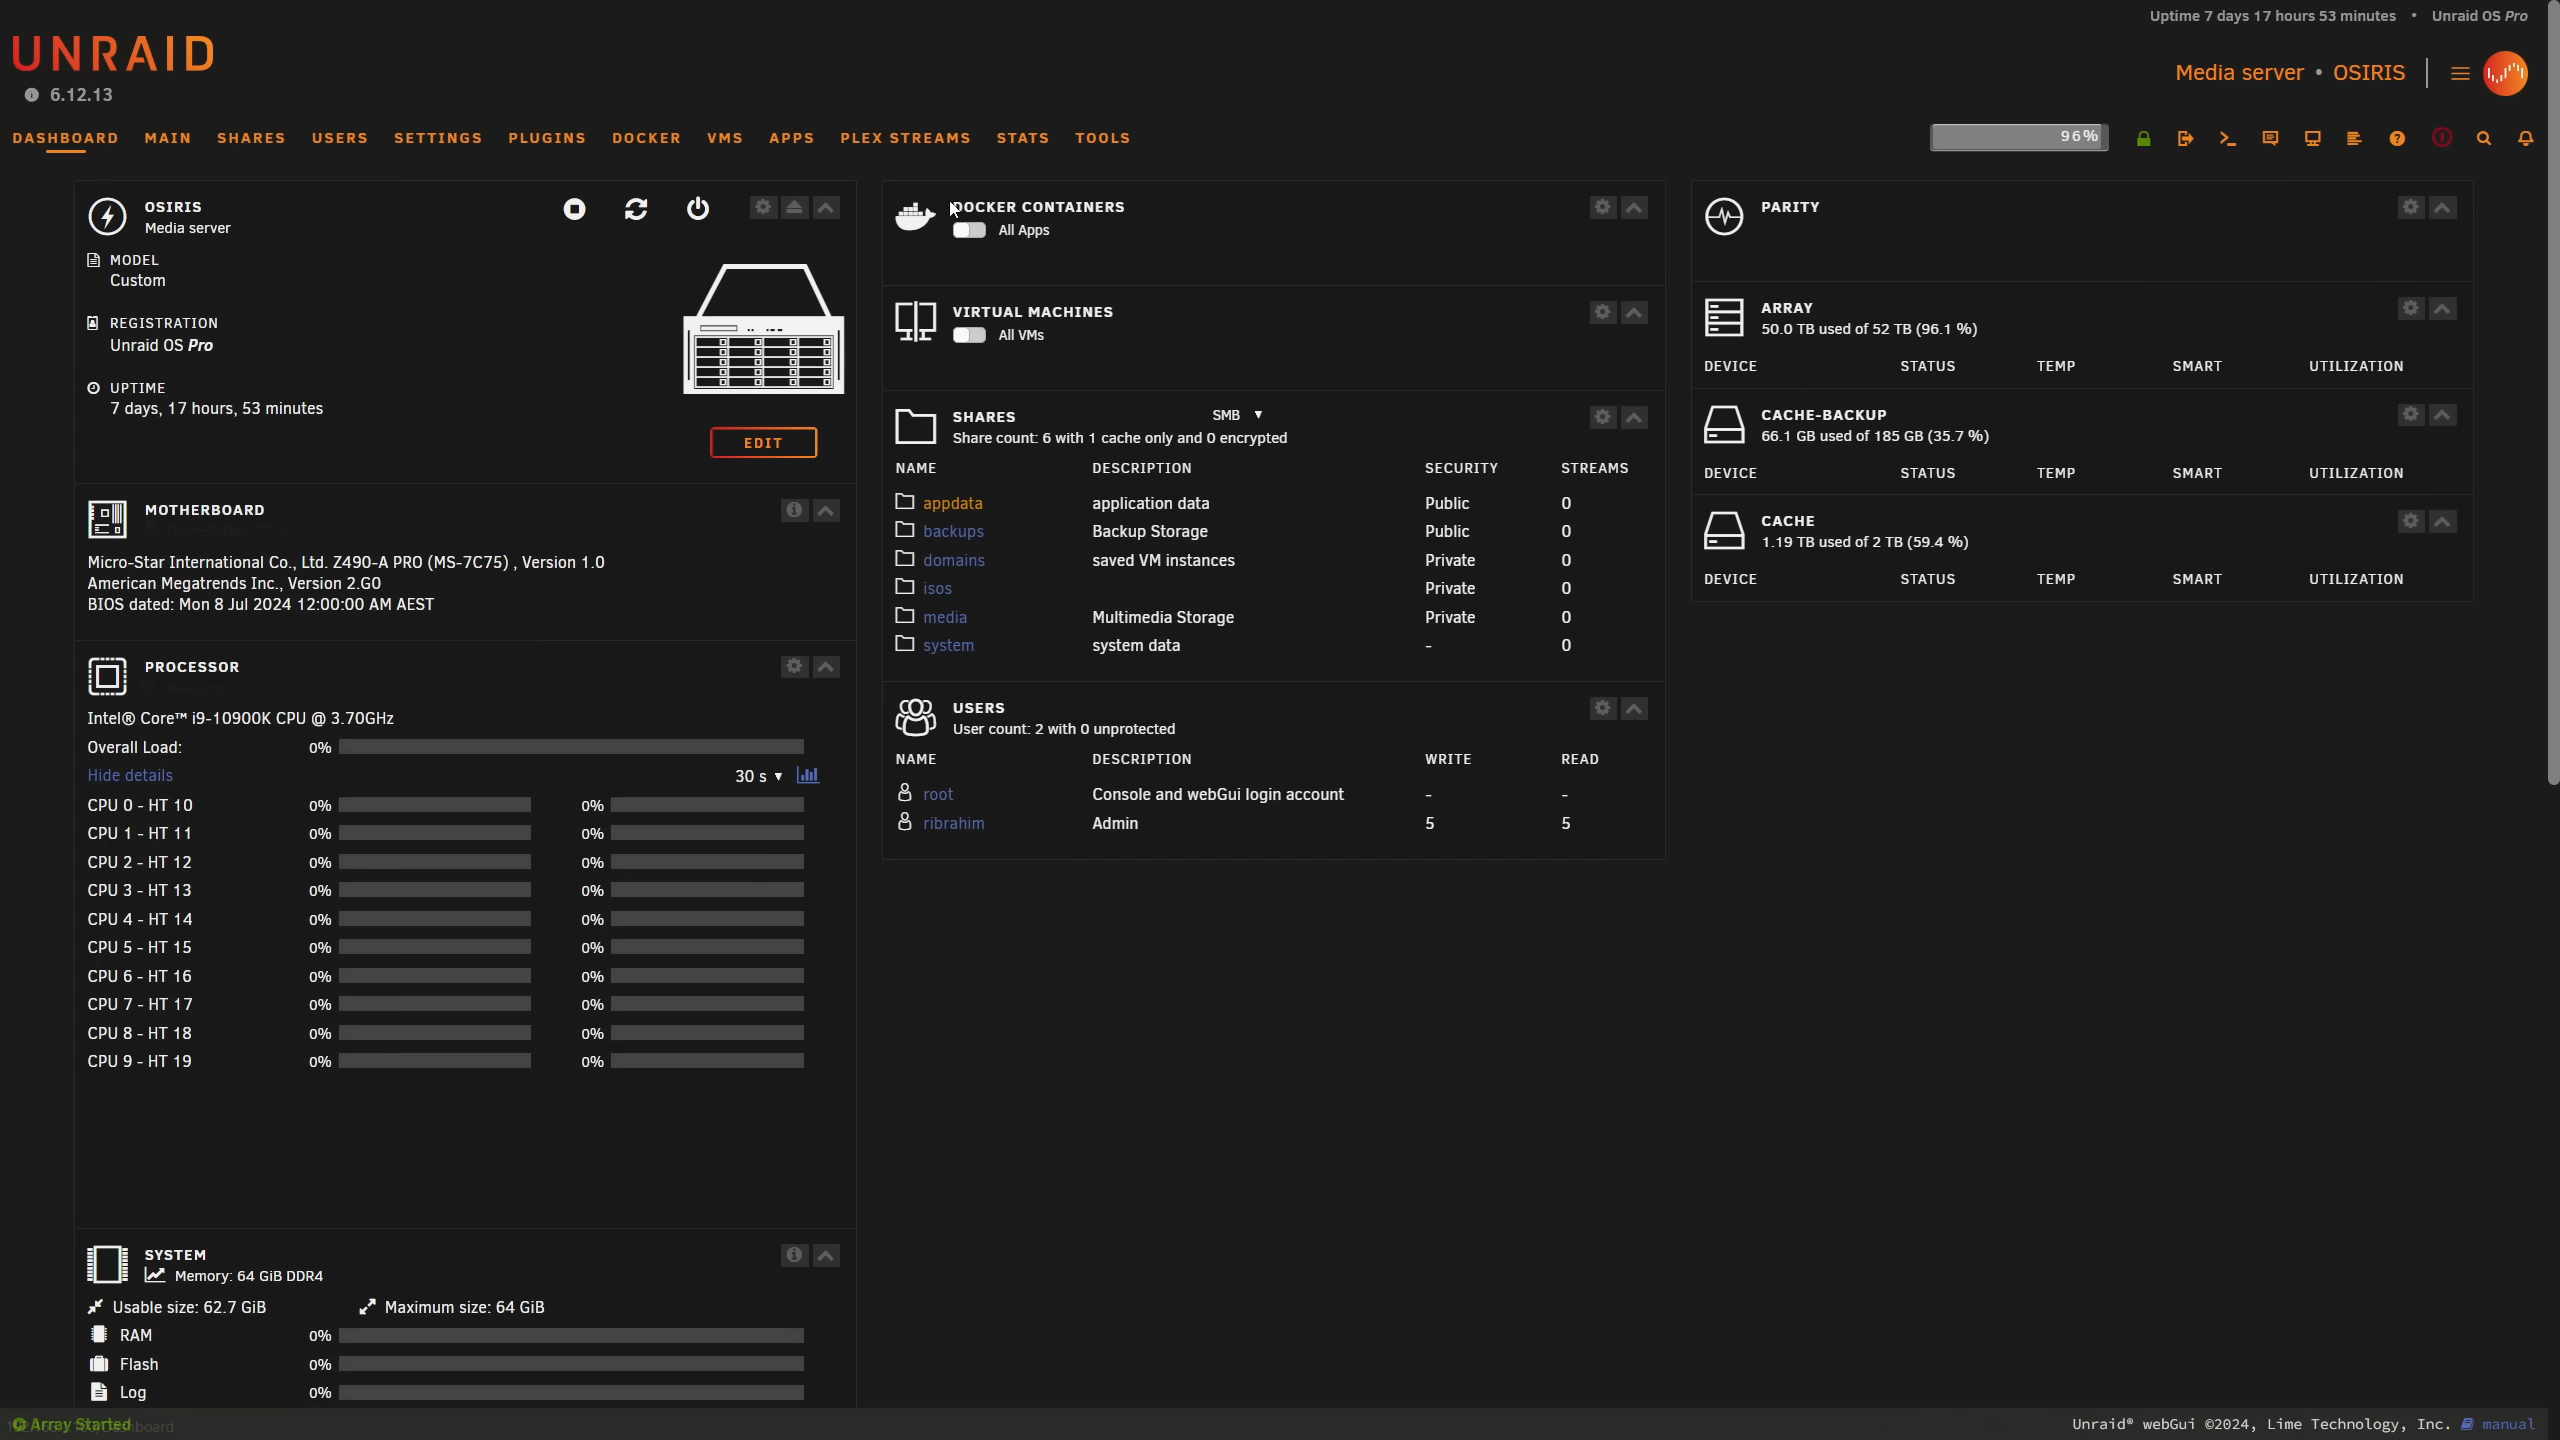 Uptime 7 days 17 hours 53 minutes • Unraid OS Pro
UNRAID
6.12.13
Media server • OSIRIS
DASHBOARD MAIN SHARES USERS SETTINGS PLUGINS DOCKER VMS APPS PLEX STREAMS STATS TOOLS
96%
OSIRIS
Media server
MODEL
Custom
REGISTRATION
Unraid OS Pro
UPTIME
7 days, 17 hours, 53 minutes
EDIT
MOTHERBOARD
Micro-Star International Co., Ltd. Z490-A PRO (MS-7C75) , Version 1.0
American Megatrends Inc., Version 2.G0
BIOS dated: Mon 8 Jul 2024 12:00:00 AM AEST
PROCESSOR
Intel® Core™ i9-10900K CPU @ 3.70GHz
Overall Load: 0%
Hide details 30 s ▼
CPU 0 - HT 10 0% 0%
CPU 1 - HT 11 0% 0%
CPU 2 - HT 12 0% 0%
CPU 3 - HT 13 0% 0%
CPU 4 - HT 14 0% 0%
CPU 5 - HT 15 0% 0%
CPU 6 - HT 16 0% 0%
CPU 7 - HT 17 0% 0%
CPU 8 - HT 18 0% 0%
CPU 9 - HT 19 0% 0%
SYSTEM
Memory: 64 GiB DDR4
Usable size: 62.7 GiB Maximum size: 64 GiB
RAM 0%
Flash 0%
Log 0%
DOCKER CONTAINERS
All Apps
VIRTUAL MACHINES
All VMs
SHARES SMB ▼
Share count: 6 with 1 cache only and 0 encrypted
NAME DESCRIPTION SECURITY STREAMS
appdata application data Public 0
backups Backup Storage Public 0
domains saved VM instances Private 0
isos Private 0
media Multimedia Storage Private 0
system system data - 0
USERS
User count: 2 with 0 unprotected
NAME DESCRIPTION WRITE READ
root Console and webGui login account - -
ribrahim Admin 5 5
PARITY
ARRAY
50.0 TB used of 52 TB (96.1 %)
DEVICE STATUS TEMP SMART UTILIZATION
CACHE-BACKUP
66.1 GB used of 185 GB (35.7 %)
DEVICE STATUS TEMP SMART UTILIZATION
CACHE
1.19 TB used of 2 TB (59.4 %)
DEVICE STATUS TEMP SMART UTILIZATION
Array Started
Unraid® webGui ©2024, Lime Technology, Inc. manual